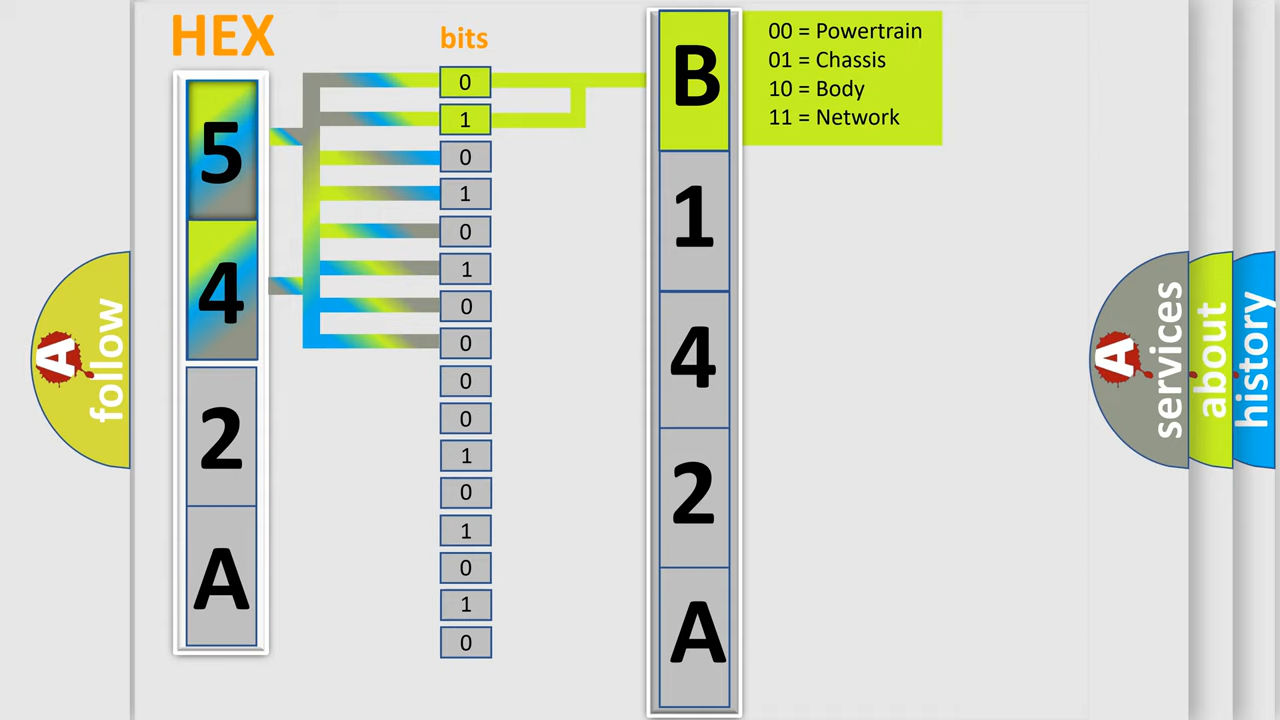 HEX
bits
5
4
2
A
0
1
0
1
0
1
0
0
0
0
1
0
1
0
1
0
B
1
4
2
A
00 = Powertrain
01 = Chassis
10 = Body
11 = Network
A
follow
A
services
about
history